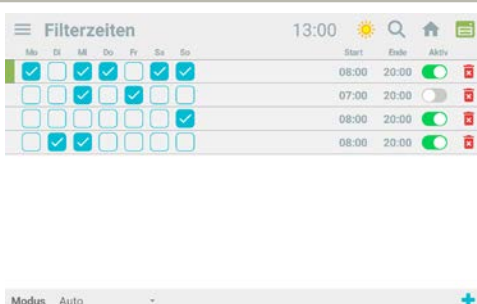 Filterzeiten 13:00
Mo Di Mi Do Fr Sa So Start Ende Aktiv
08:00 20:00
07:00 20:00
08:00 20:00
08:00 20:00
Modus Auto